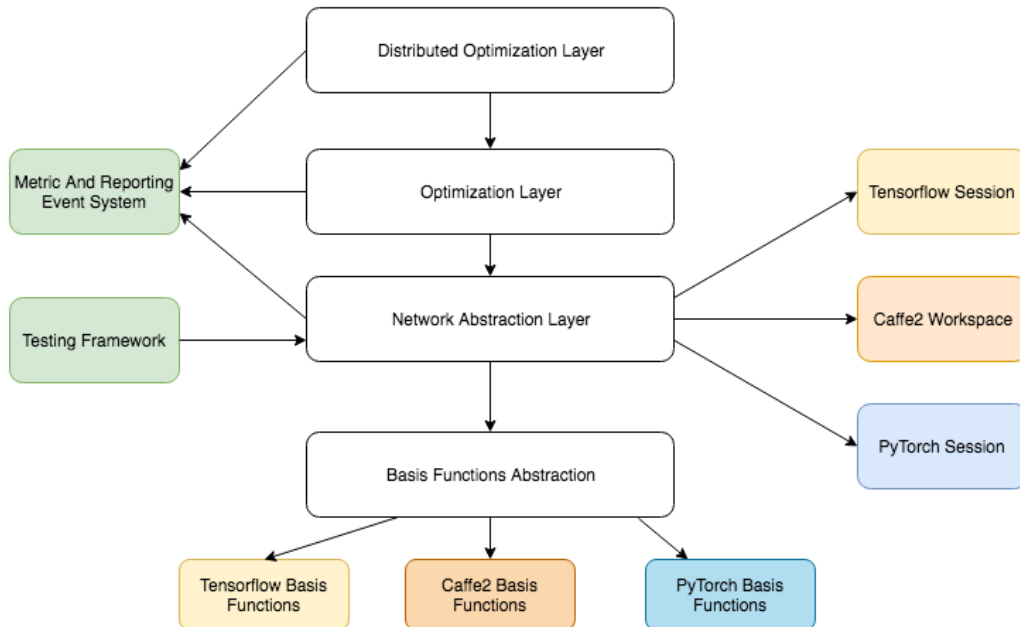 Distributed Optimization Layer
Metric And Reporting
Event System
Optimization Layer
Tensorflow Session
Testing Framework
Network Abstraction Layer
Caffe2 Workspace
PyTorch Session
Basis Functions Abstraction
Tensorflow Basis
Functions
Caffe2 Basis
Functions
PyTorch Basis
Functions